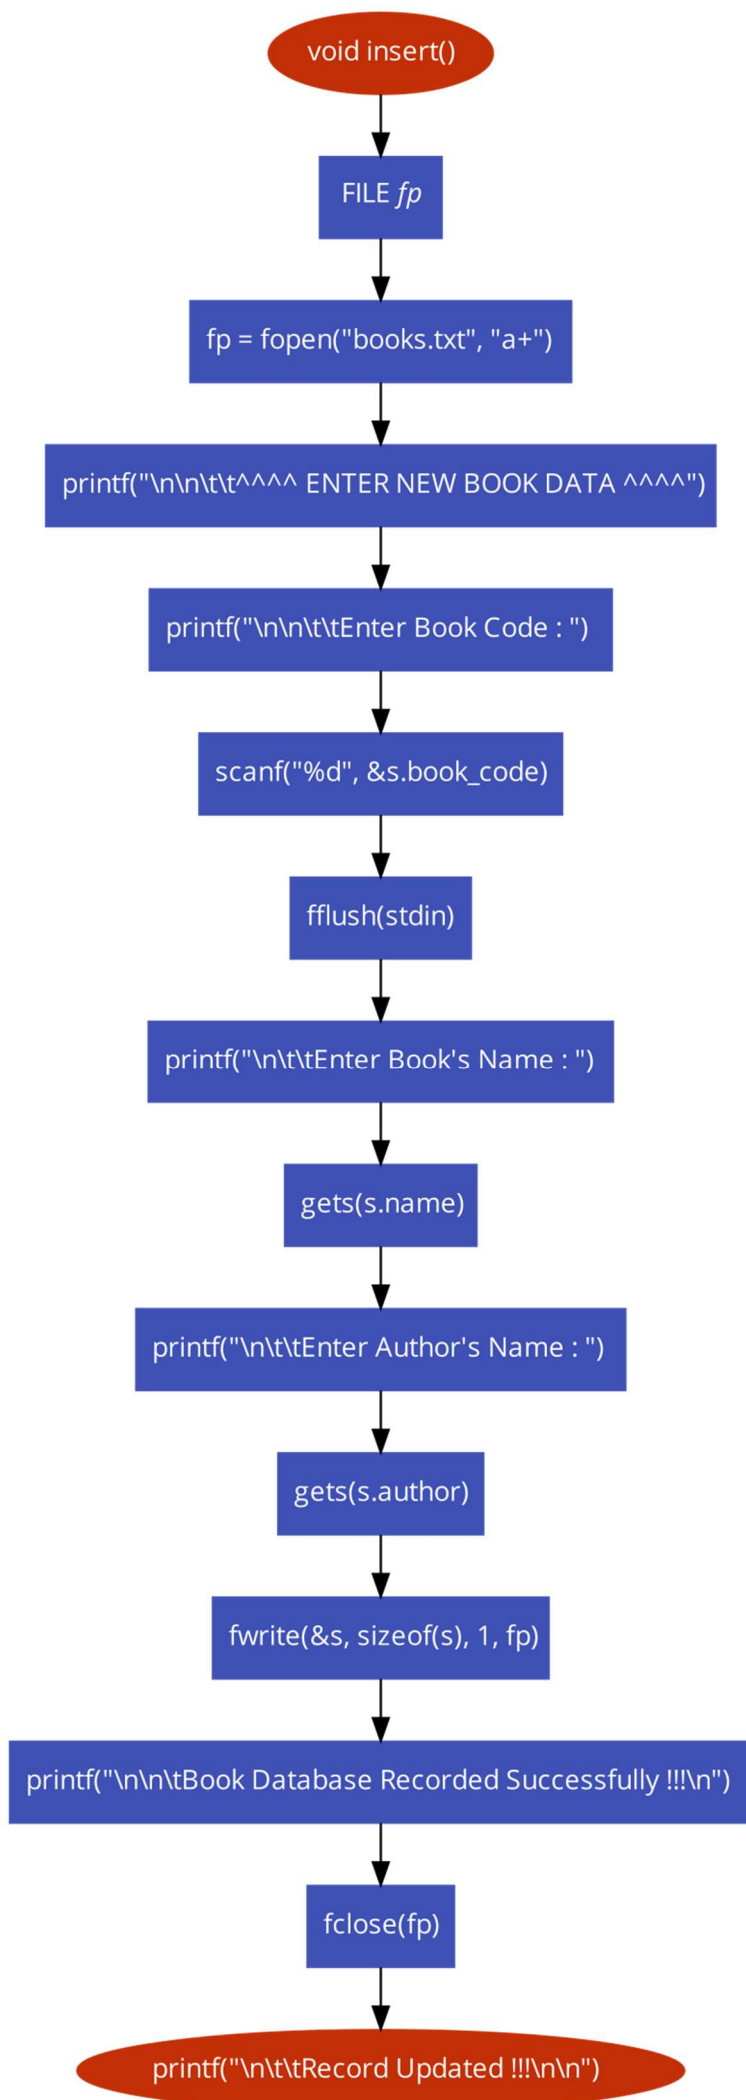 void insert()
FILE fp
fp = fopen("books.txt", "a+")
printf("\n\n\t\t^^^^ ENTER NEW BOOK DATA ^^^^")
printf("\n\n\t\tEnter Book Code : ")
scanf("%d", &s.book_code)
fflush(stdin)
printf("\n\t\tEnter Book's Name : ")
gets(s.name)
printf("\n\t\tEnter Author's Name : ")
gets(s.author)
fwrite(&s, sizeof(s), 1, fp)
printf("\n\n\tBook Database Recorded Successfully !!!\n")
fclose(fp)
printf("\n\t\tRecord Updated !!!\n\n")